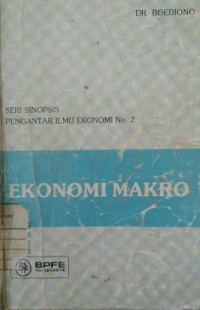 DR. BOEDIONO
SERI SINOPSIS
PENGANTAR ILMU EKONOMI No. 2
EKONOMI MAKRO
BPFE
YOGYAKARTA